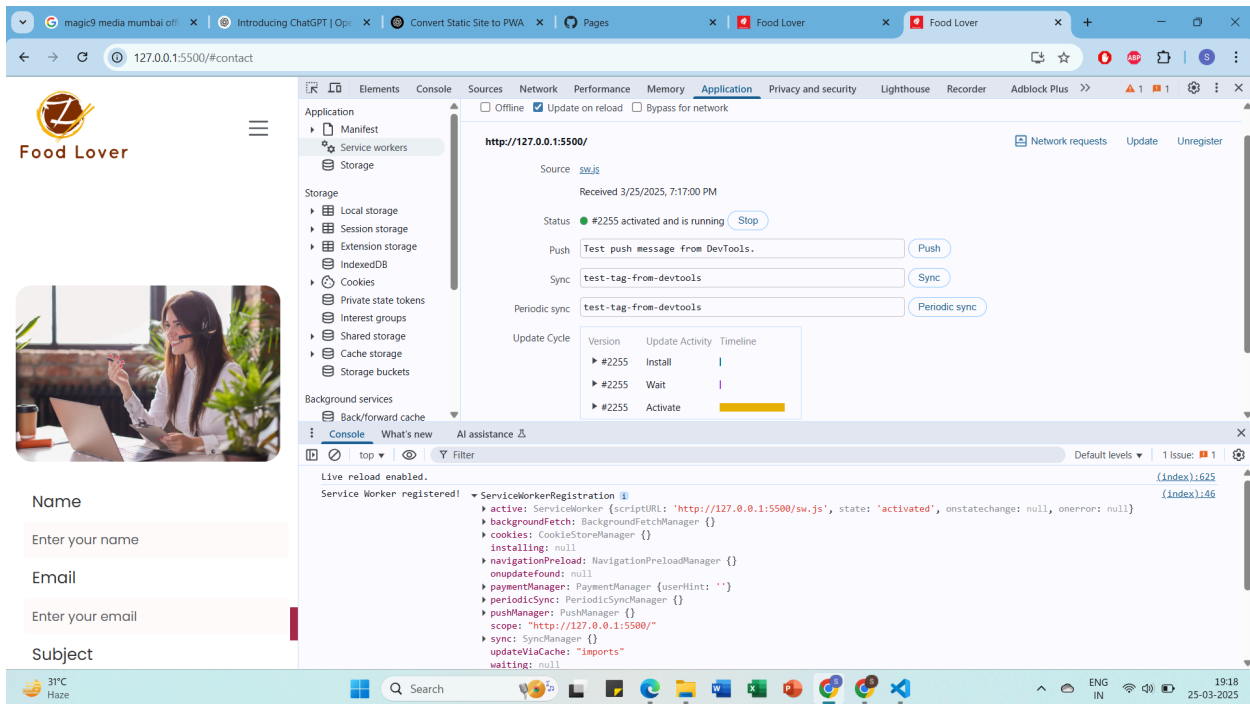 magic9 media mumbai off
Introducing ChatGPT | Ope
Convert Static Site to PWA
Pages
Food Lover
Food Lover
127.0.0.1:5500/#contact
S
Food Lover
Name
Enter your name
Email
Enter your email
Subject
Elements Console Sources Network Performance Memory Application Privacy and security Lighthouse Recorder Adblock Plus 1 1
Application
Manifest
Service workers
Storage
Storage
Local storage
Session storage
Extension storage
IndexedDB
Cookies
Private state tokens
Interest groups
Shared storage
Cache storage
Storage buckets
Background services
Back/forward cache
Offline Update on reload Bypass for network
http://127.0.0.1:5500/ Network requests Update Unregister
Source sw.js
Received 3/25/2025, 7:17:00 PM
Status #2255 activated and is running Stop
Push Test push message from DevTools. Push
Sync test-tag-from-devtools Sync
Periodic sync test-tag-from-devtools Periodic sync
Update Cycle Version Update Activity Timeline
#2255 Install
#2255 Wait
#2255 Activate
Console What's new AI assistance
top Filter Default levels 1 Issue: 1
Live reload enabled. (index):625
Service Worker registered! ServiceWorkerRegistration i (index):46
active: ServiceWorker {scriptURL: 'http://127.0.0.1:5500/sw.js', state: 'activated', onstatechange: null, onerror: null}
backgroundFetch: BackgroundFetchManager {}
cookies: CookieStoreManager {}
installing: null
navigationPreload: NavigationPreloadManager {}
onupdatefound: null
paymentManager: PaymentManager {userHint: ''}
periodicSync: PeriodicSyncManager {}
pushManager: PushManager {}
scope: "http://127.0.0.1:5500/"
sync: SyncManager {}
updateViaCache: "imports"
waiting: null
31°C
Haze
Search
ENG
IN
19:18
25-03-2025